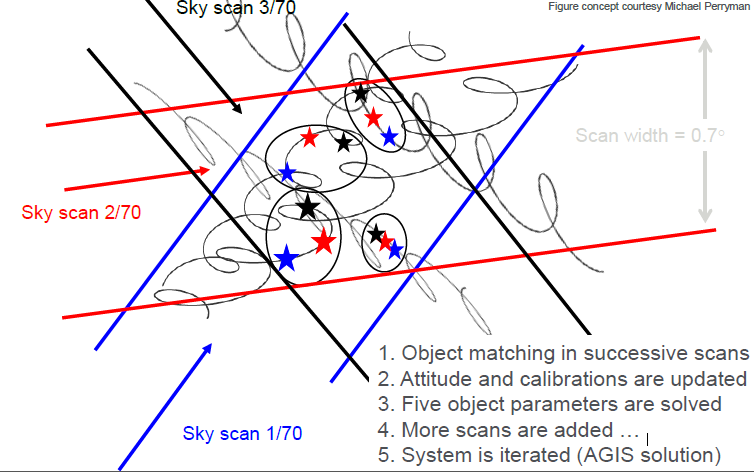 Sky scan 3/70
Figure concept courtesy Michael Perryman
Scan width = 0.7°
Sky scan 2/70
Sky scan 1/70
1. Object matching in successive scans
2. Attitude and calibrations are updated
3. Five object parameters are solved
4. More scans are added …
5. System is iterated (AGIS solution)